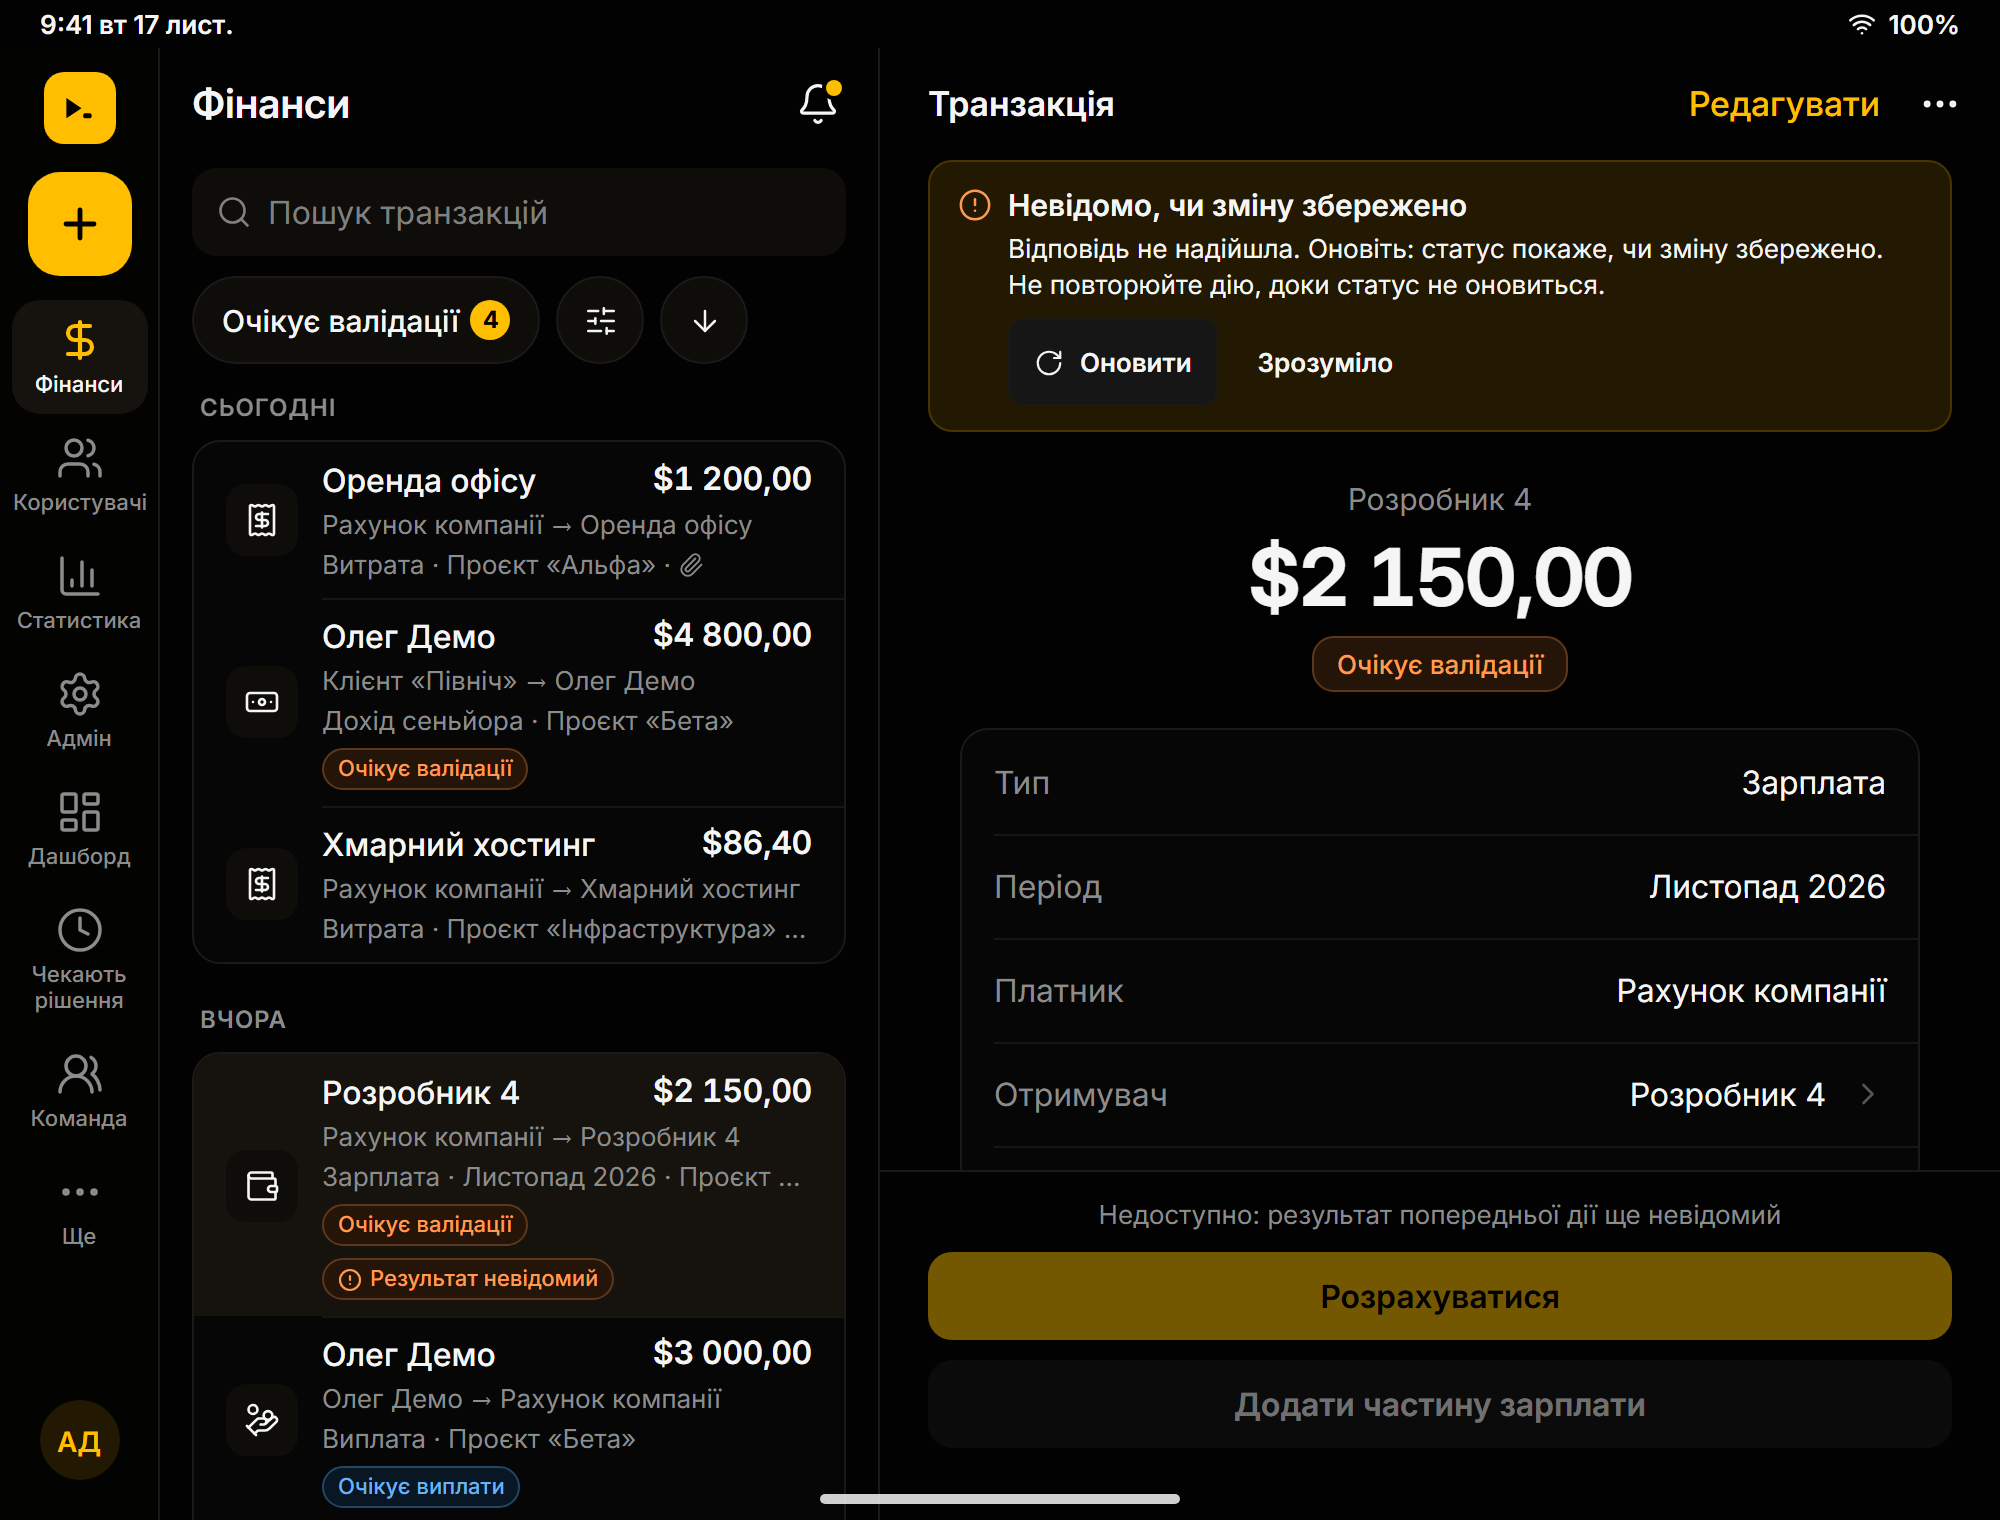 9:41 вт 17 лист.
100%
Фінанси
Користувачі
Статистика
Адмін
Дашборд
Чекають
рішення
Команда
Ще
АД
Фінанси
Пошук транзакцій
Очікує валідації 4
СЬОГОДНІ
Оренда офісу $1 200,00
Рахунок компанії → Оренда офісу
Витрата · Проєкт «Альфа» ·
Олег Демо $4 800,00
Клієнт «Північ» → Олег Демо
Дохід сеньйора · Проєкт «Бета»
Очікує валідації
Хмарний хостинг $86,40
Рахунок компанії → Хмарний хостинг
Витрата · Проєкт «Інфраструктура» ...
ВЧОРА
Розробник 4 $2 150,00
Рахунок компанії → Розробник 4
Зарплата · Листопад 2026 · Проєкт ...
Очікує валідації
Результат невідомий
Олег Демо $3 000,00
Олег Демо → Рахунок компанії
Виплата · Проєкт «Бета»
Очікує виплати
Транзакція
Редагувати
Невідомо, чи зміну збережено
Відповідь не надійшла. Оновіть: статус покаже, чи зміну збережено.
Не повторюйте дію, доки статус не оновиться.
Оновити
Зрозуміло
Розробник 4
$2 150,00
Очікує валідації
Тип Зарплата
Період Листопад 2026
Платник Рахунок компанії
Отримувач Розробник 4
Недоступно: результат попередньої дії ще невідомий
Розрахуватися
Додати частину зарплати